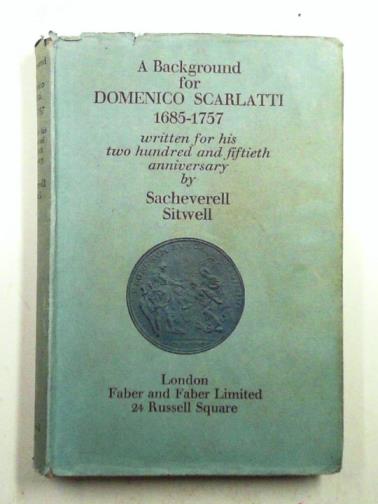 A Background
for
DOMENICO SCARLATTI
1685-1757
written for his
two hundred and fiftieth
anniversary
by
Sacheverell
Sitwell
London
Faber and Faber Limited
24 Russell Square